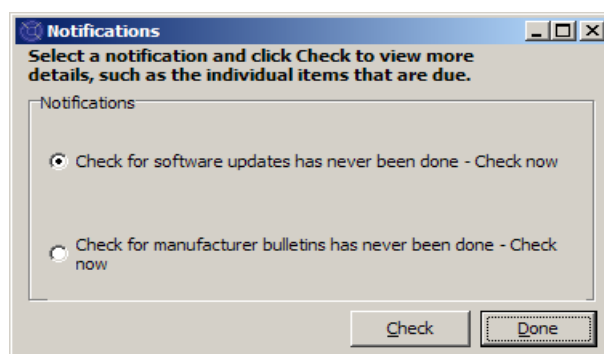 Notifications
Select a notification and click Check to view more
details, such as the individual items that are due.
Notifications
Check for software updates has never been done - Check now
Check for manufacturer bulletins has never been done - Check
now
Check
Done